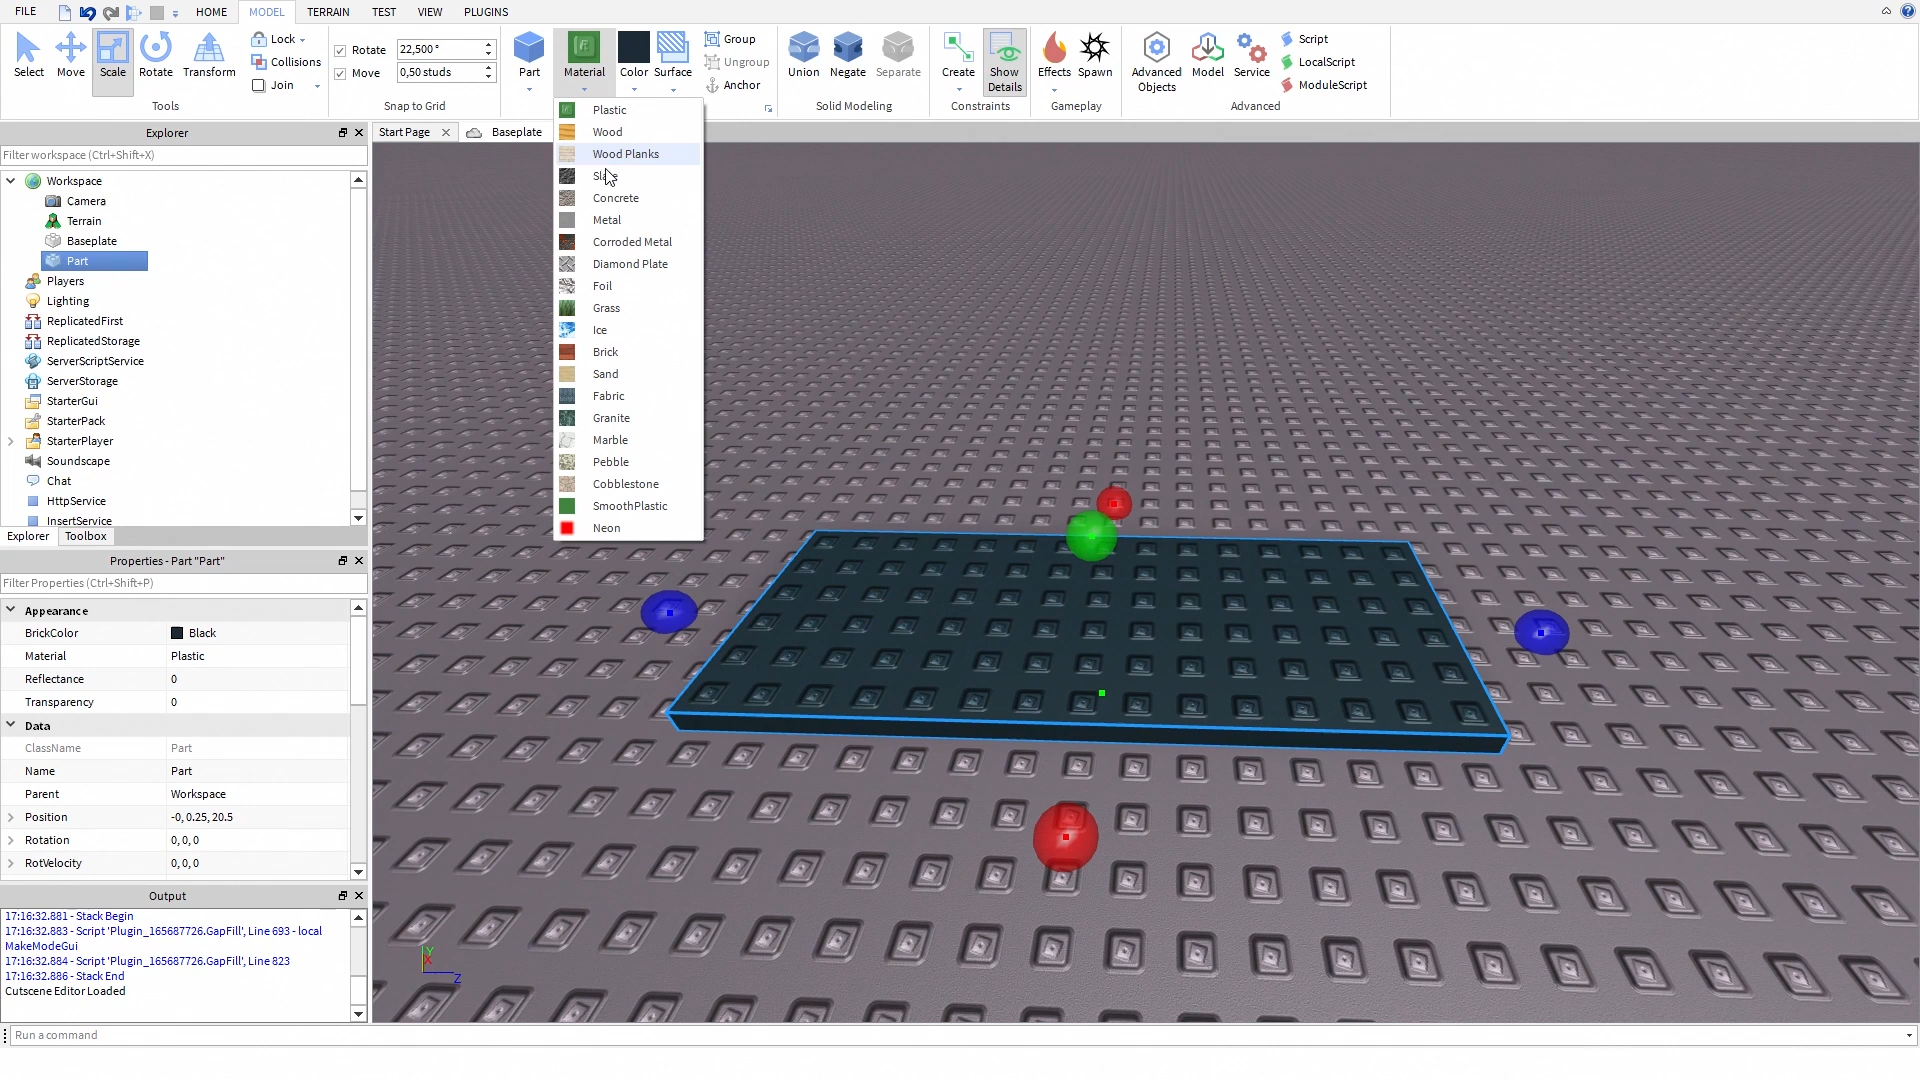 FILE
HOME
MODEL
TERRAIN
TEST
VIEW
PLUGINS
Select
Move
Scale
Rotate
Transform
Lock
Collisions
Join
Tools
Rotate 22,500 °
Move 0,50 studs
Snap to Grid
Part
Material
Color
Surface
Group
Ungroup
Anchor
Union
Negate
Separate
Solid Modeling
Create
Show Details
Constraints
Effects
Spawn
Gameplay
Advanced Objects
Model
Service
Script
LocalScript
ModuleScript
Advanced
Explorer
Filter workspace (Ctrl+Shift+X)
Workspace
Camera
Terrain
Baseplate
Part
Players
Lighting
ReplicatedFirst
ReplicatedStorage
ServerScriptService
ServerStorage
StarterGui
StarterPack
StarterPlayer
Soundscape
Chat
HttpService
InsertService
Explorer
Toolbox
Start Page
Baseplate
Plastic
Wood
Wood Planks
Concrete
Metal
Corroded Metal
Diamond Plate
Foil
Grass
Ice
Brick
Sand
Fabric
Granite
Marble
Pebble
Cobblestone
SmoothPlastic
Neon
Properties - Part "Part"
Filter Properties (Ctrl+Shift+P)
Appearance
BrickColor Black
Material Plastic
Reflectance 0
Transparency 0
Data
ClassName Part
Name Part
Parent Workspace
Position -0, 0.25, 20.5
Rotation 0, 0, 0
RotVelocity 0, 0, 0
Output
17:16:32.881 - Stack Begin
17:16:32.883 - Script 'Plugin_165687726.GapFill', Line 693 - local
MakeModeGui
17:16:32.884 - Script 'Plugin_165687726.GapFill', Line 823
17:16:32.886 - Stack End
Cutscene Editor Loaded
Y
X
Z
Run a command